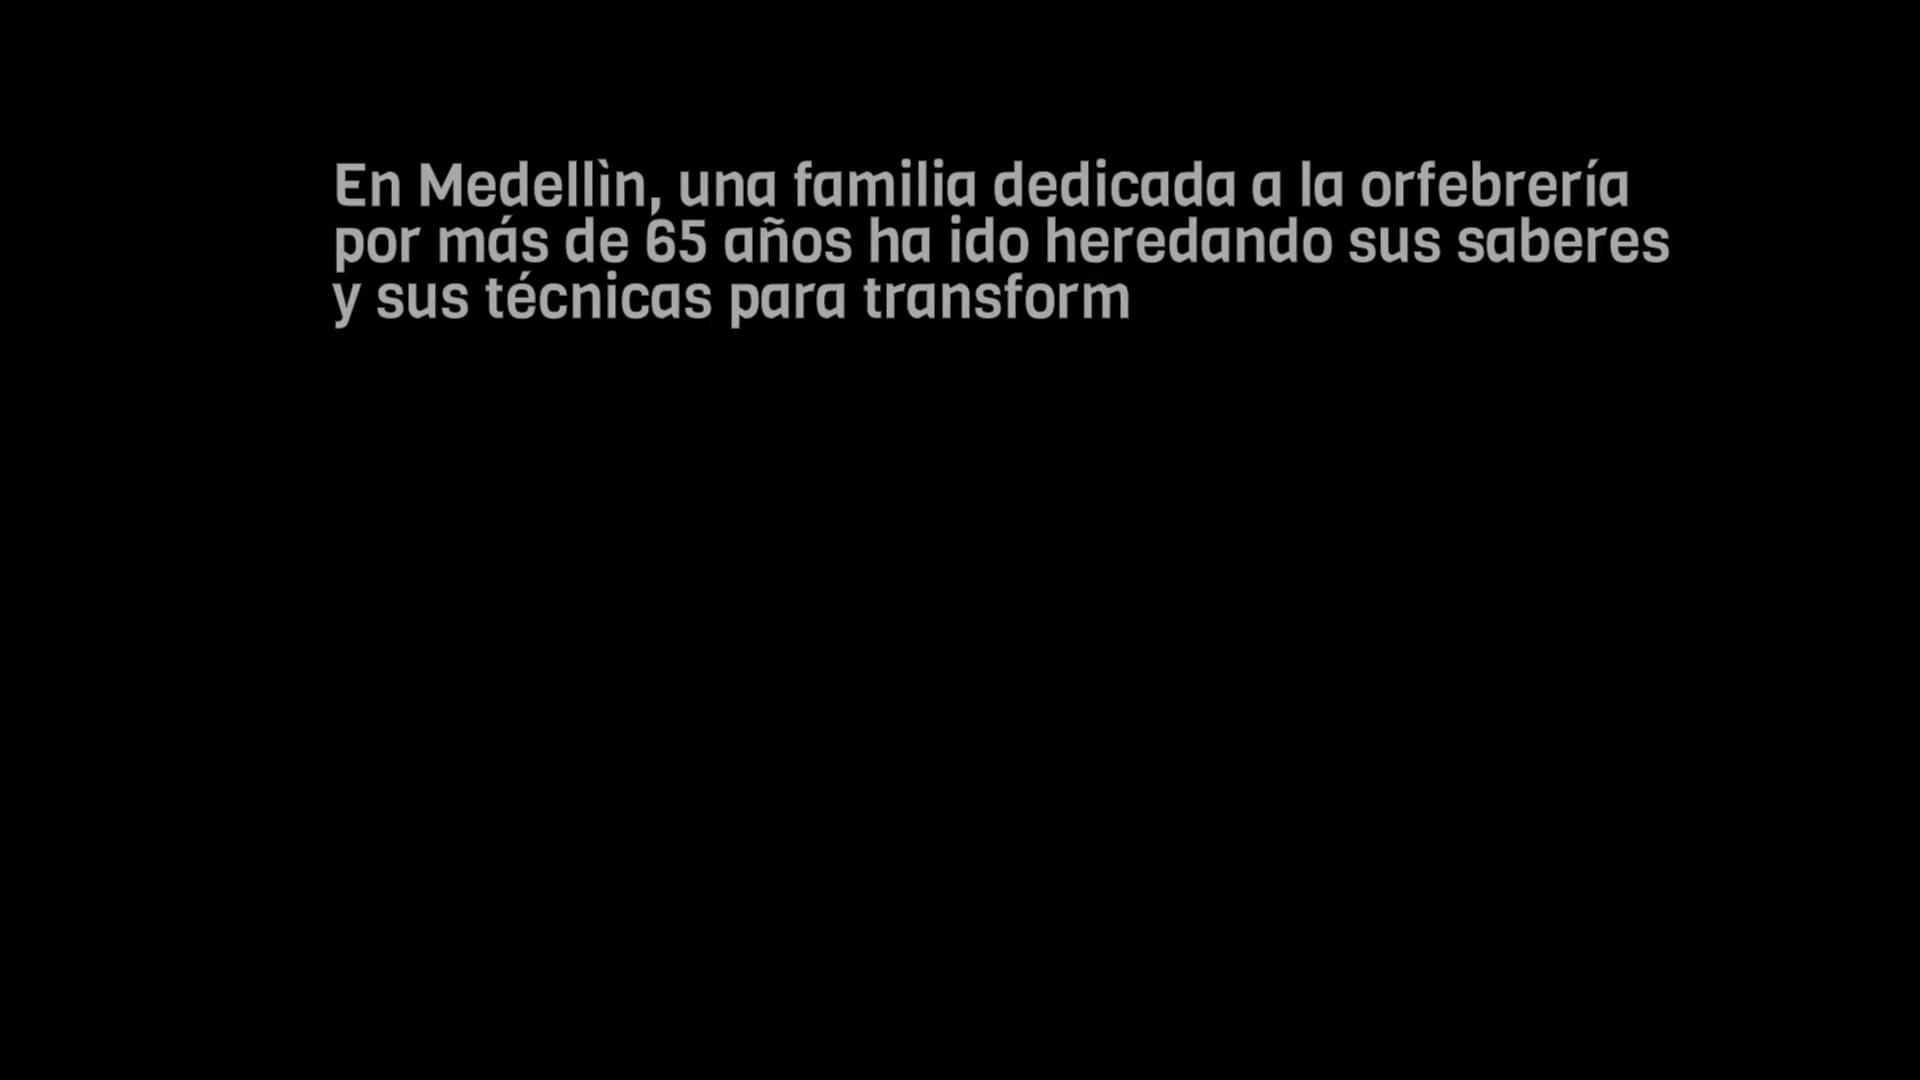 En Medellìn, una familia dedicada a la orfebrería
por más de 65 años ha ido heredando sus saberes
y sus técnicas para transform